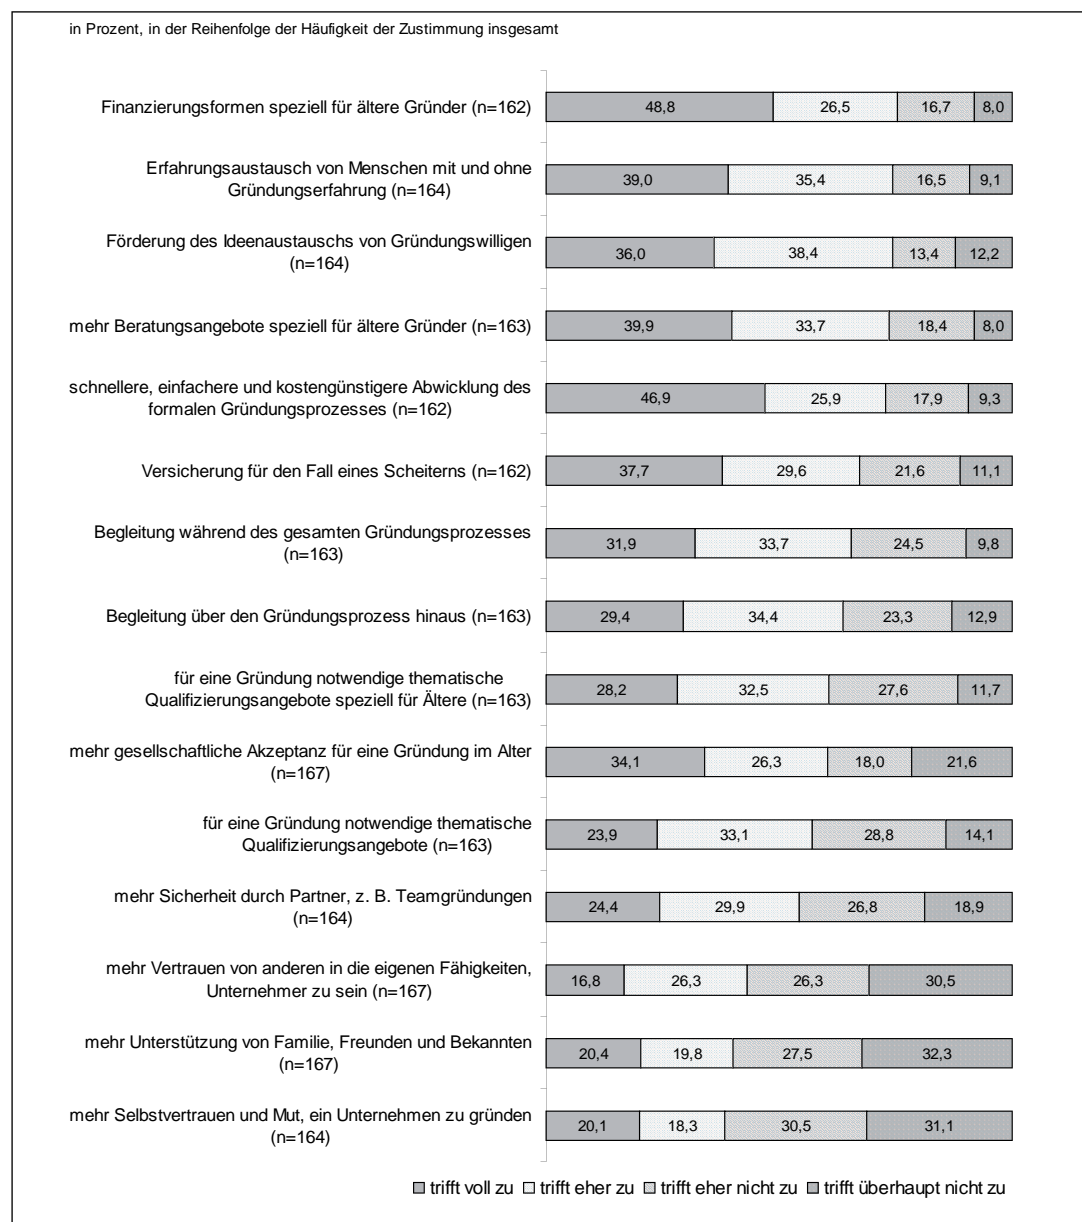 in Prozent, in der Reihenfolge der Häufigkeit der Zustimmung insgesamt
Finanzierungsformen speziell für ältere Gründer (n=162)
48,8 26,5 16,7 8,0
Erfahrungsaustausch von Menschen mit und ohne
Gründungserfahrung (n=164)
39,0 35,4 16,5 9,1
Förderung des Ideenaustauschs von Gründungswilligen
(n=164)
36,0 38,4 13,4 12,2
mehr Beratungsangebote speziell für ältere Gründer (n=163)
39,9 33,7 18,4 8,0
schnellere, einfachere und kostengünstigere Abwicklung des
formalen Gründungsprozesses (n=162)
46,9 25,9 17,9 9,3
Versicherung für den Fall eines Scheiterns (n=162)
37,7 29,6 21,6 11,1
Begleitung während des gesamten Gründungsprozesses
(n=163)
31,9 33,7 24,5 9,8
Begleitung über den Gründungsprozess hinaus (n=163)
29,4 34,4 23,3 12,9
für eine Gründung notwendige thematische
Qualifizierungsangebote speziell für Ältere (n=163)
28,2 32,5 27,6 11,7
mehr gesellschaftliche Akzeptanz für eine Gründung im Alter
(n=167)
34,1 26,3 18,0 21,6
für eine Gründung notwendige thematische
Qualifizierungsangebote (n=163)
23,9 33,1 28,8 14,1
mehr Sicherheit durch Partner, z. B. Teamgründungen
(n=164)
24,4 29,9 26,8 18,9
mehr Vertrauen von anderen in die eigenen Fähigkeiten,
Unternehmer zu sein (n=167)
16,8 26,3 26,3 30,5
mehr Unterstützung von Familie, Freunden und Bekannten
(n=167)
20,4 19,8 27,5 32,3
mehr Selbstvertrauen und Mut, ein Unternehmen zu gründen
(n=164)
20,1 18,3 30,5 31,1
trifft voll zu trifft eher zu trifft eher nicht zu trifft überhaupt nicht zu